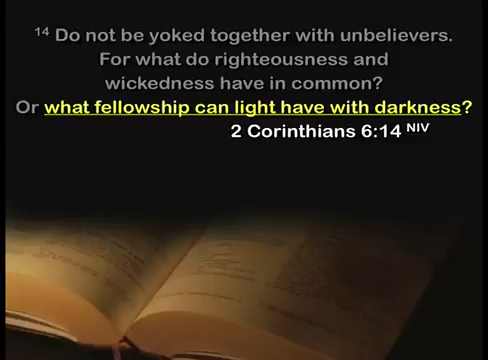 14 Do not be yoked together with unbelievers.
For what do righteousness and
wickedness have in common?
Or what fellowship can light have with darkness?
2 Corinthians 6:14 NIV